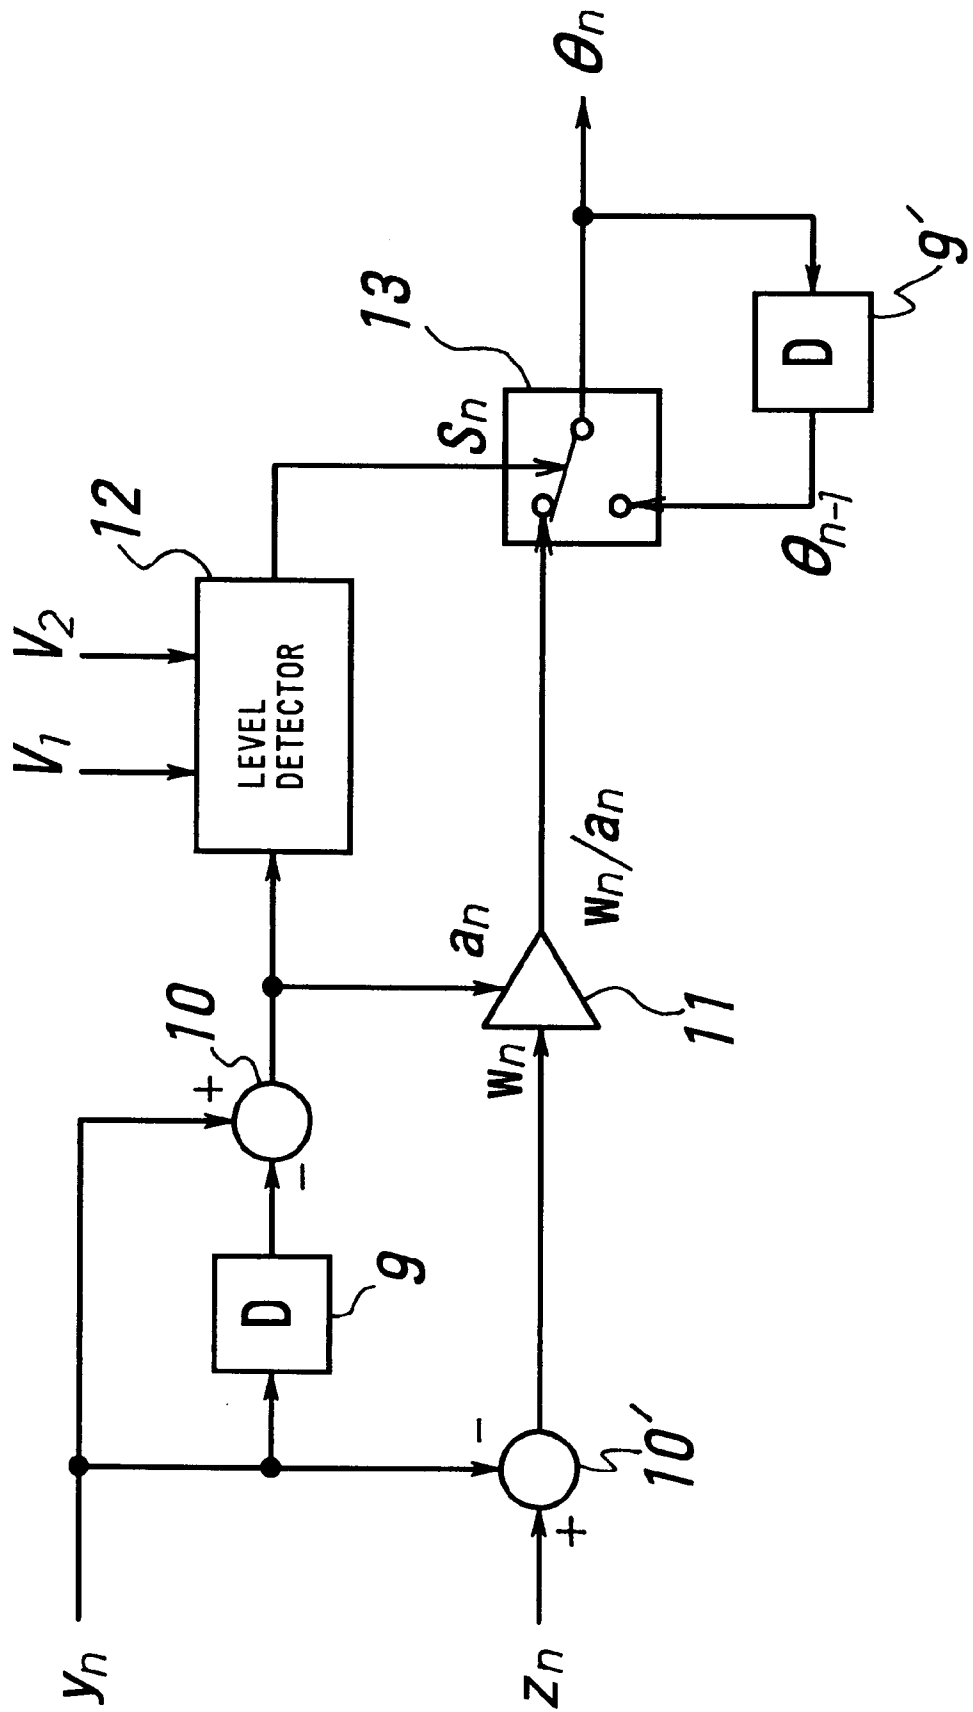 yn
zn
D
9
+
-
10
-
+
10'
an
wn
11
wn/an
V1
V2
LEVEL
DETECTOR
12
Sn
13
θn
θn-1
D
9'